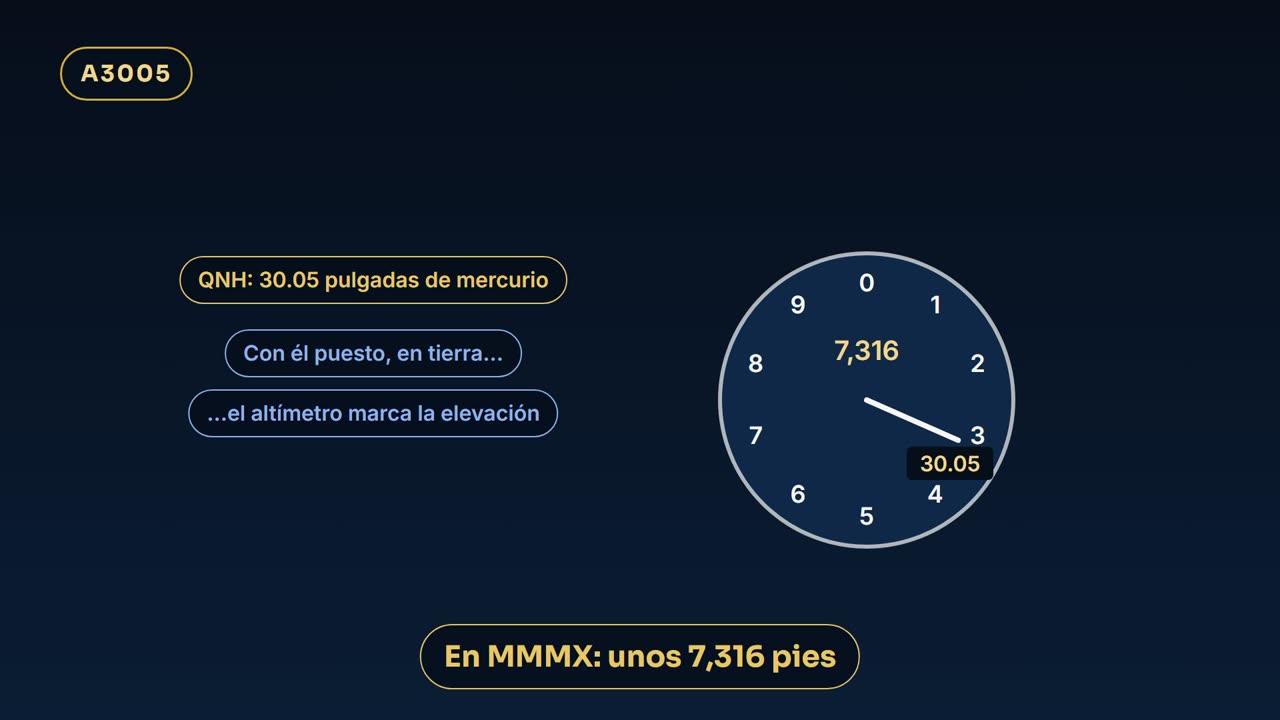 A3005
QNH: 30.05 pulgadas de mercurio
Con él puesto, en tierra...
...el altímetro marca la elevación
0
1
2
3
4
5
6
7
8
9
7,316
30.05
En MMMX: unos 7,316 pies